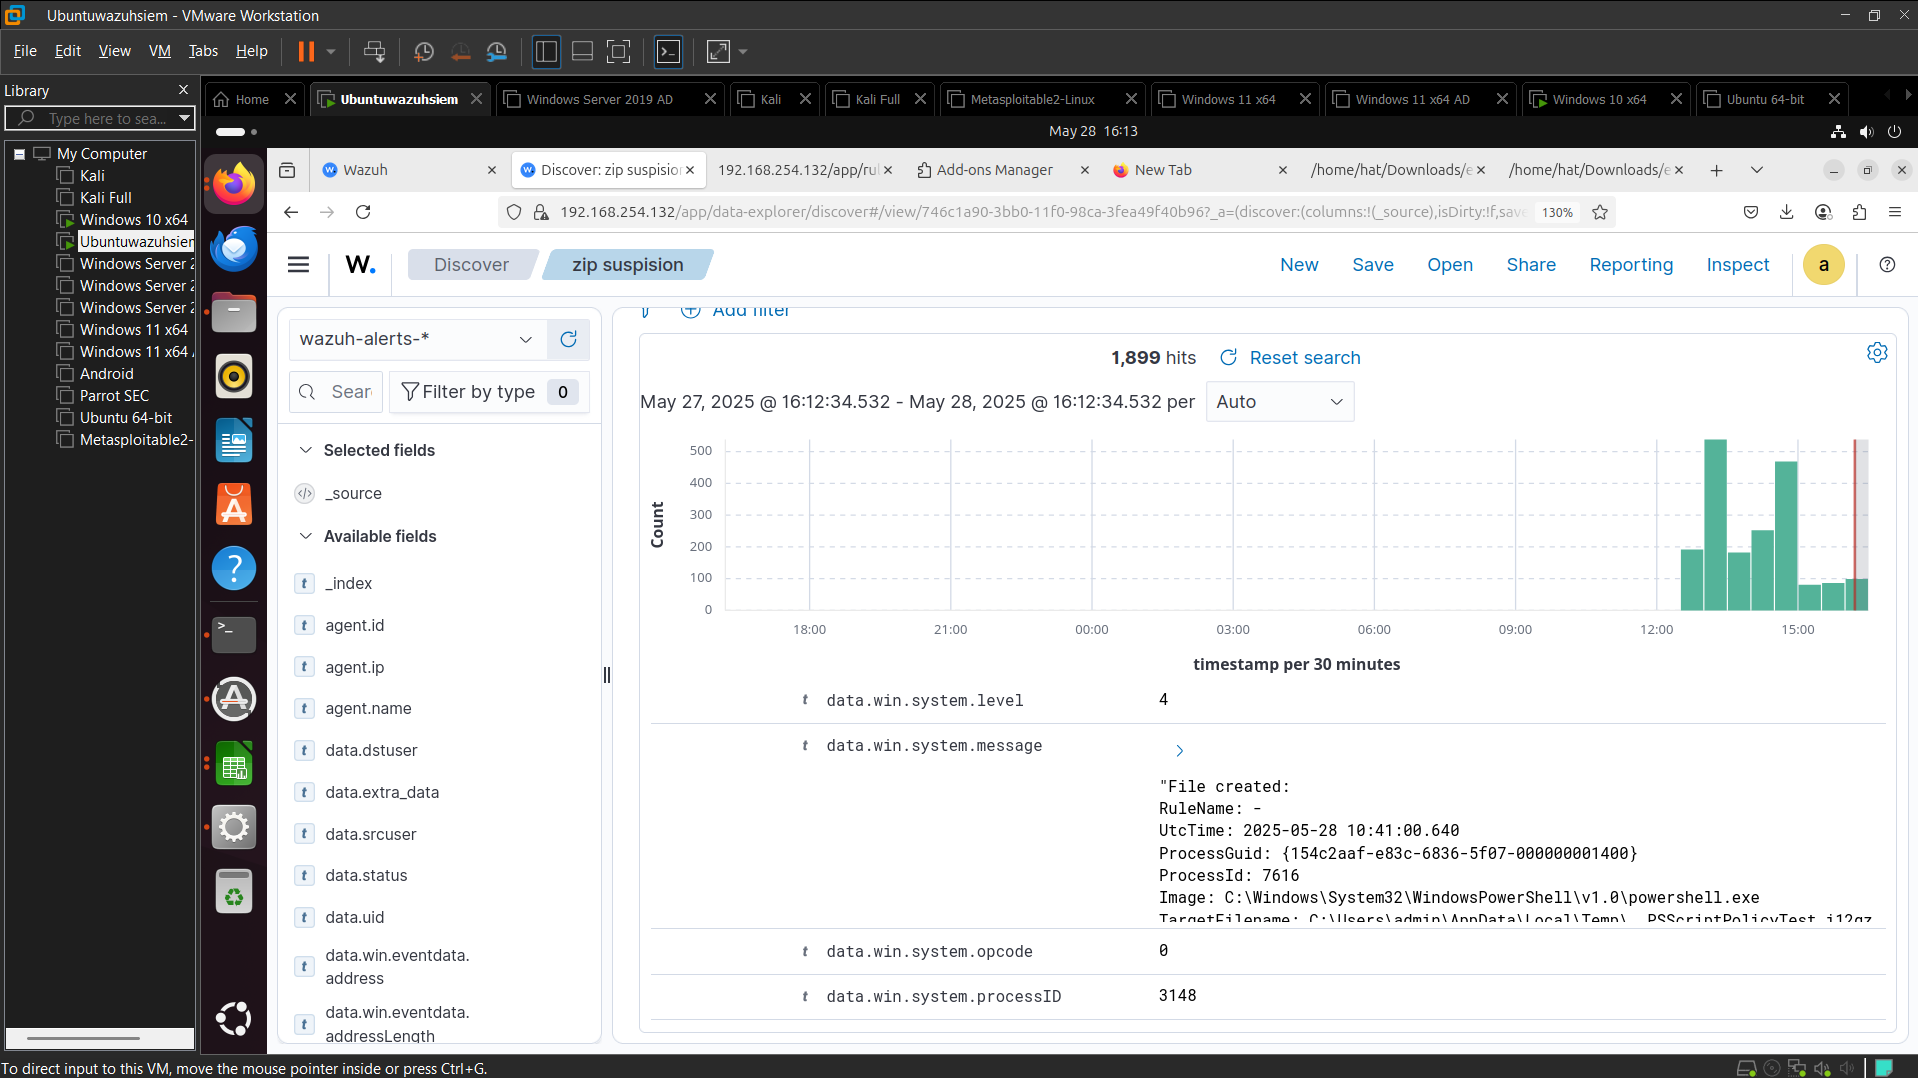 Ubuntuwazuhsiem - VMware Workstation
File Edit View VM Tabs Help
Library
Type here to sea...
My Computer
Kali
Kali Full
Windows 10 x64
Ubuntuwazuhsien
Windows Server 2
Windows Server 2
Windows Server 2
Windows 11 x64
Windows 11 x64
Android
Parrot SEC
Ubuntu 64-bit
Metasploitable2-
Home
Ubuntuwazuhsiem
Windows Server 2019 AD
Kali
Kali Full
Metasploitable2-Linux
Windows 11 x64
Windows 11 x64 AD
Windows 10 x64
Ubuntu 64-bit
May 28 16:13
Wazuh
Discover: zip suspision
192.168.254.132/app/rul
Add-ons Manager
New Tab
/home/hat/Downloads/e
/home/hat/Downloads/e
192.168.254.132/app/data-explorer/discover#/view/746c1a90-3bb0-11f0-98ca-3fea49f40b96?_a=(discover:(columns:!(_source),isDirty:!f,save
130%
W.
Discover
zip suspision
New Save Open Share Reporting Inspect
a
wazuh-alerts-*
Sear
Filter by type 0
Selected fields
_source
Available fields
t _index
t agent.id
t agent.ip
t agent.name
t data.dstuser
t data.extra_data
t data.srcuser
t data.status
t data.uid
t data.win.eventdata.
address
t data.win.eventdata.
addressLength
Add filter
1,899 hits Reset search
May 27, 2025 @ 16:12:34.532 - May 28, 2025 @ 16:12:34.532 per Auto
Count
500
400
300
200
100
0
18:00 21:00 00:00 03:00 06:00 09:00 12:00 15:00
timestamp per 30 minutes
t data.win.system.level 4
t data.win.system.message
"File created:
RuleName: -
UtcTime: 2025-05-28 10:41:00.640
ProcessGuid: {154c2aaf-e83c-6836-5f07-000000001400}
ProcessId: 7616
Image: C:\Windows\System32\WindowsPowerShell\v1.0\powershell.exe
TargetFilename: C:\Users\admin\AppData\Local\Temp\
t data.win.system.opcode 0
t data.win.system.processID 3148
To direct input to this VM, move the mouse pointer inside or press Ctrl+G.